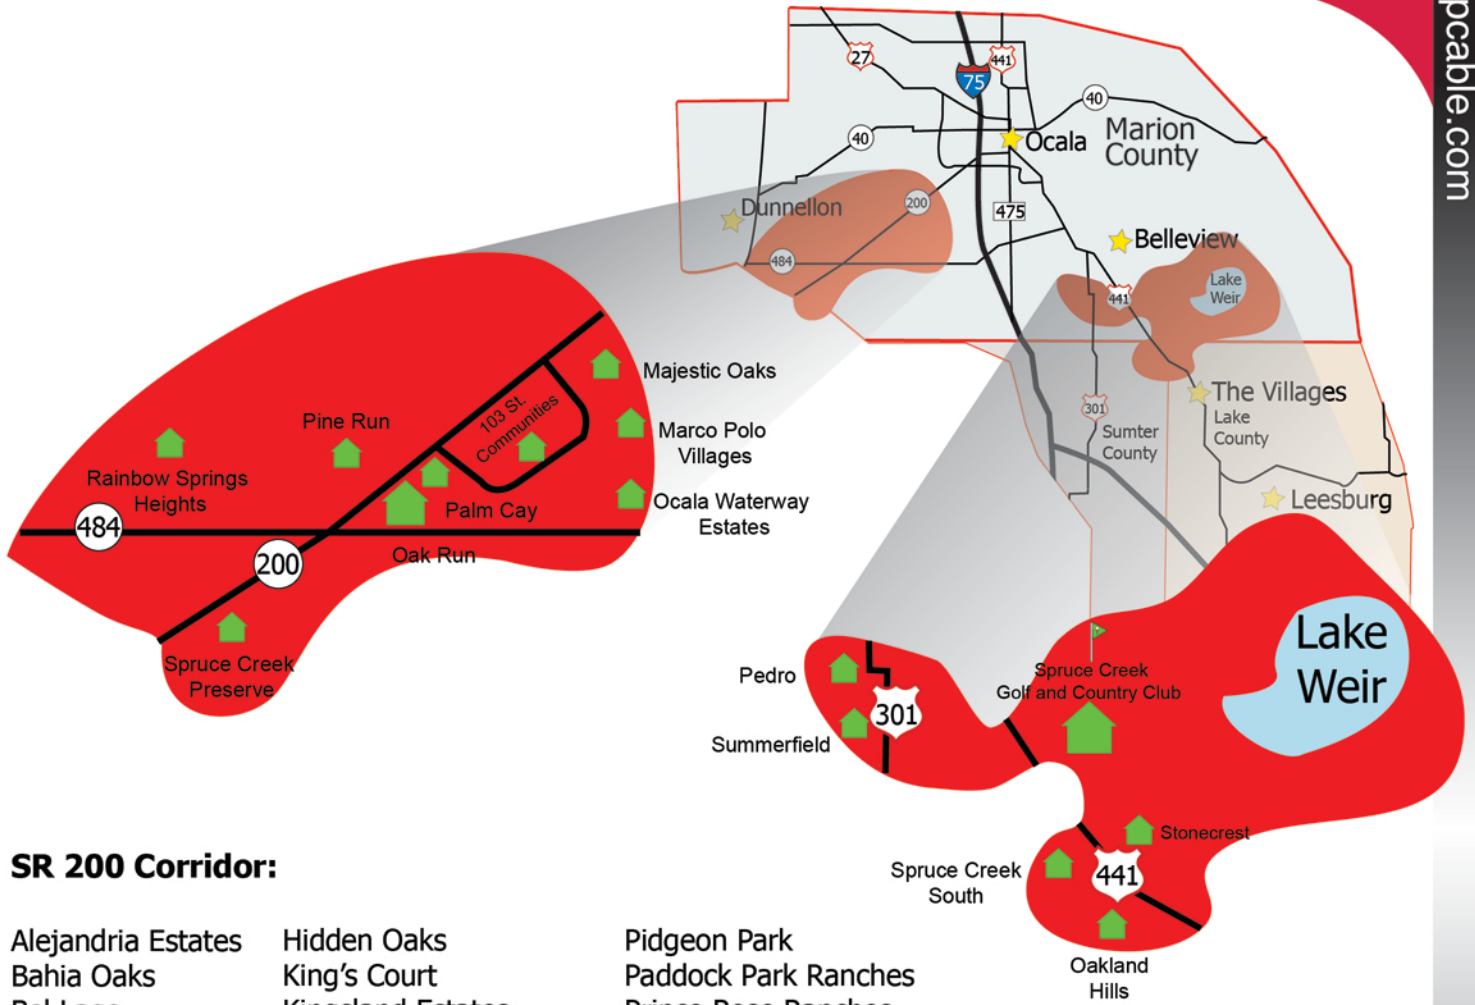 pcable.com
27
75
441
40
40
Ocala
Marion
County
Dunnellon
200
475
Belleview
484
441
Lake
Weir
301
The Villages
Lake
County
Sumter
County
Leesburg
Majestic Oaks
103 St.
Communities
Pine Run
Marco Polo
Villages
Rainbow Springs
Heights
Palm Cay
Ocala Waterway
Estates
484
200
Oak Run
Spruce Creek
Preserve
Lake
Weir
Spruce Creek
Golf and Country Club
Pedro
301
Summerfield
Stonecrest
Spruce Creek
South
441
Oakland
Hills
SR 200 Corridor:
Alejandria Estates
Hidden Oaks
Pidgeon Park
Bahia Oaks
King's Court
Paddock Park Ranches
Kingsland Estates